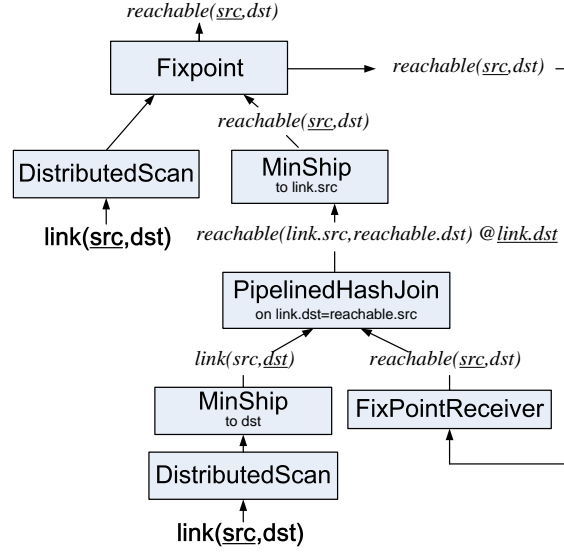 reachable(src,dst)
Fixpoint
reachable(src,dst)
reachable(src,dst)
DistributedScan
MinShip
to link.src
link(src,dst)
reachable(link.src,reachable.dst) @link.dst
PipelinedHashJoin
on link.dst=reachable.src
link(src,dst)
reachable(src,dst)
MinShip
to dst
FixPointReceiver
DistributedScan
link(src,dst)